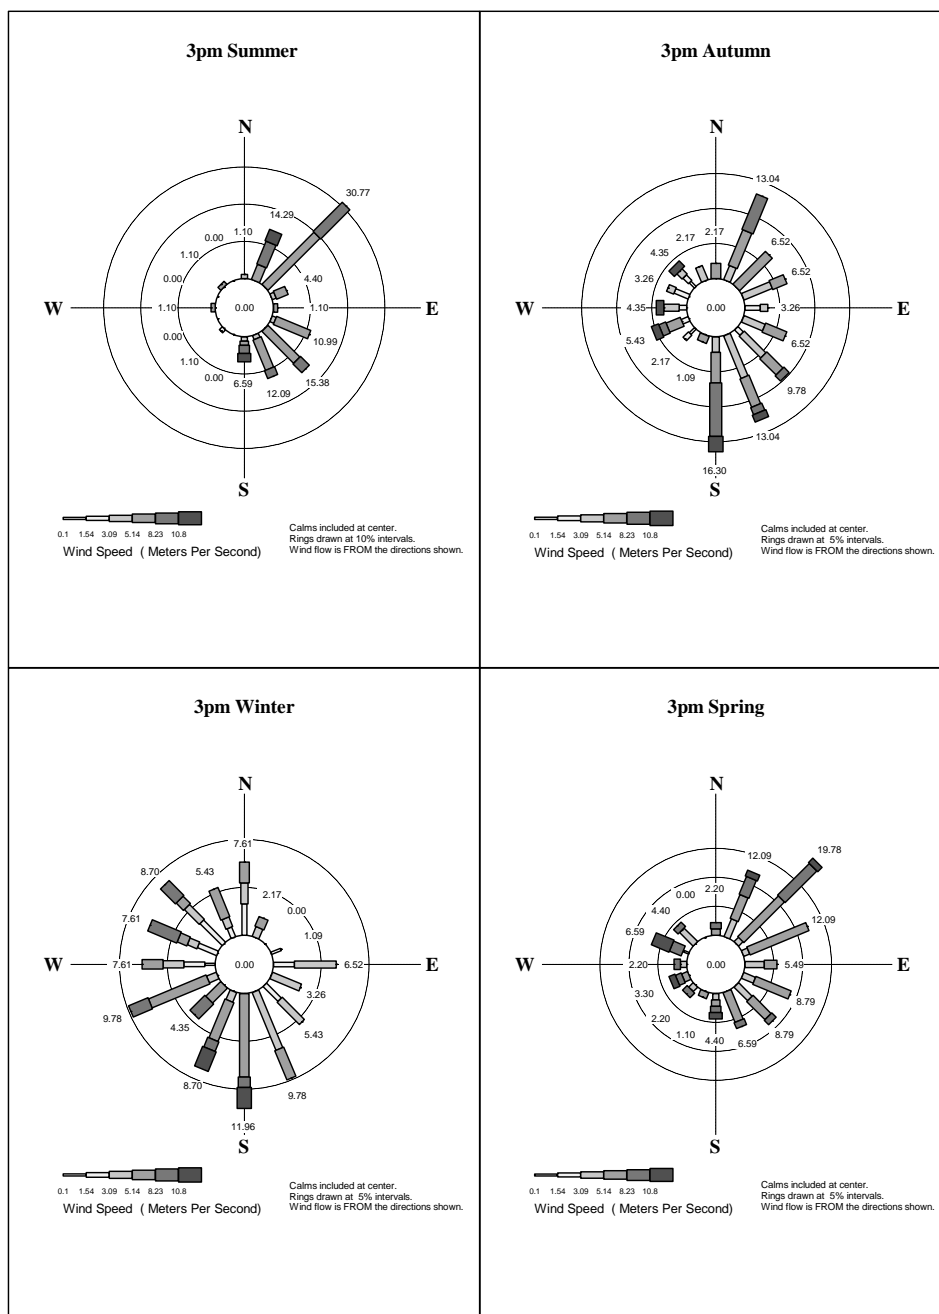 3pm Summer
N
30.77
14.29
1.10
0.00
1.10
4.40
0.00
W
1.10
0.00
1.10
E
0.00
10.99
1.10
0.00
6.59
15.38
12.09
S
0.1 1.54 3.09 5.14 8.23 10.8
Wind Speed ( Meters Per Second)
Calms included at center.
Rings drawn at 10% intervals.
Wind flow is FROM the directions shown.
3pm Autumn
N
13.04
2.17
2.17
6.52
4.35
6.52
3.26
W
4.35
0.00
3.26
E
5.43
6.52
2.17
1.09
9.78
13.04
16.30
S
0.1 1.54 3.09 5.14 8.23 10.8
Wind Speed ( Meters Per Second)
Calms included at center.
Rings drawn at 5% intervals.
Wind flow is FROM the directions shown.
3pm Winter
N
7.61
8.70
5.43
2.17
0.00
7.61
1.09
W
7.61
0.00
6.52
E
3.26
9.78
4.35
5.43
8.70
9.78
11.96
S
0.1 1.54 3.09 5.14 8.23 10.8
Wind Speed ( Meters Per Second)
Calms included at center.
Rings drawn at 5% intervals.
Wind flow is FROM the directions shown.
3pm Spring
N
19.78
12.09
0.00
2.20
4.40
12.09
6.59
W
2.20
0.00
5.49
E
3.30
8.79
2.20
1.10
4.40
6.59
8.79
S
0.1 1.54 3.09 5.14 8.23 10.8
Wind Speed ( Meters Per Second)
Calms included at center.
Rings drawn at 5% intervals.
Wind flow is FROM the directions shown.